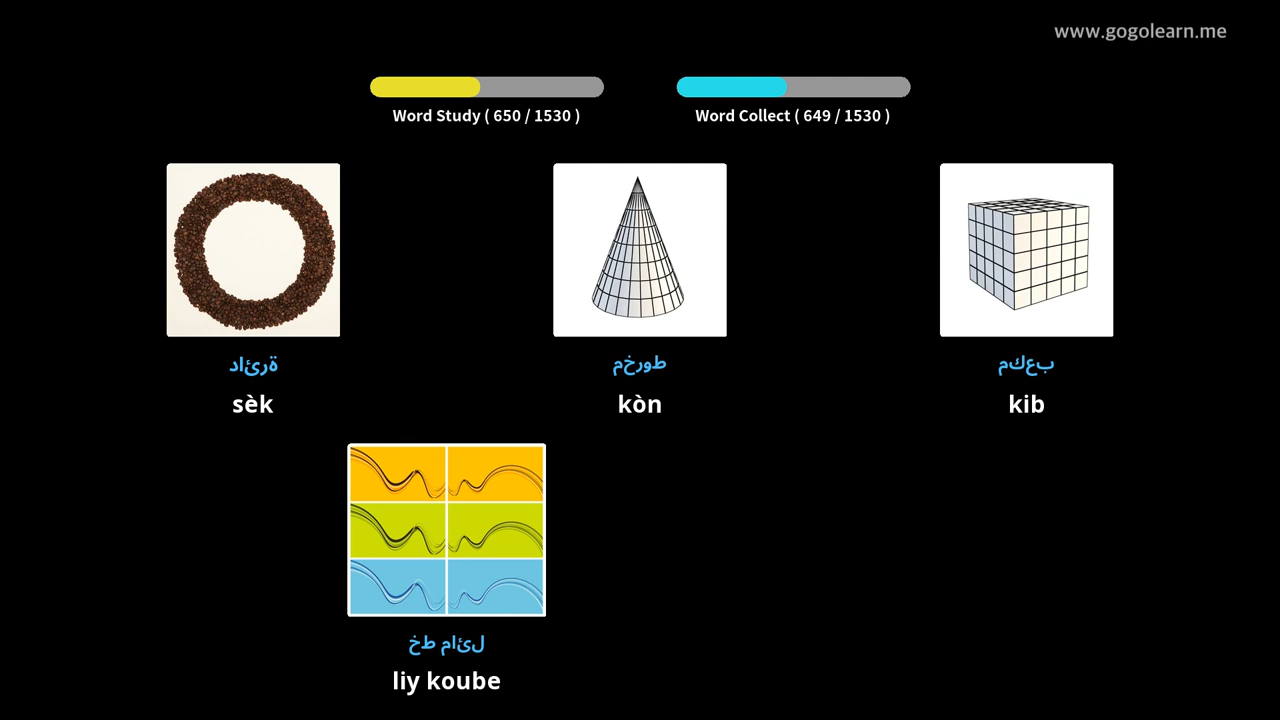 www.gogolearn.me
Word Study ( 650 / 1530 )
Word Collect ( 649 / 1530 )
دائرة
مخروط
مكعب
sèk
kòn
kib
خط مائل
liy koube